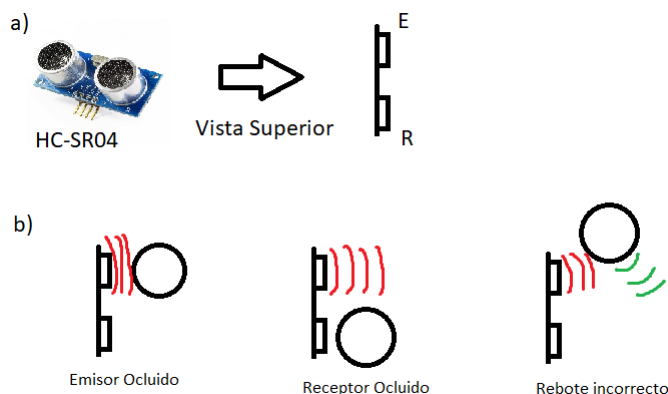 a)
E
HC-SR04
Vista Superior
R
b)
Emisor Ocluido
Receptor Ocluido
Rebote incorrecto